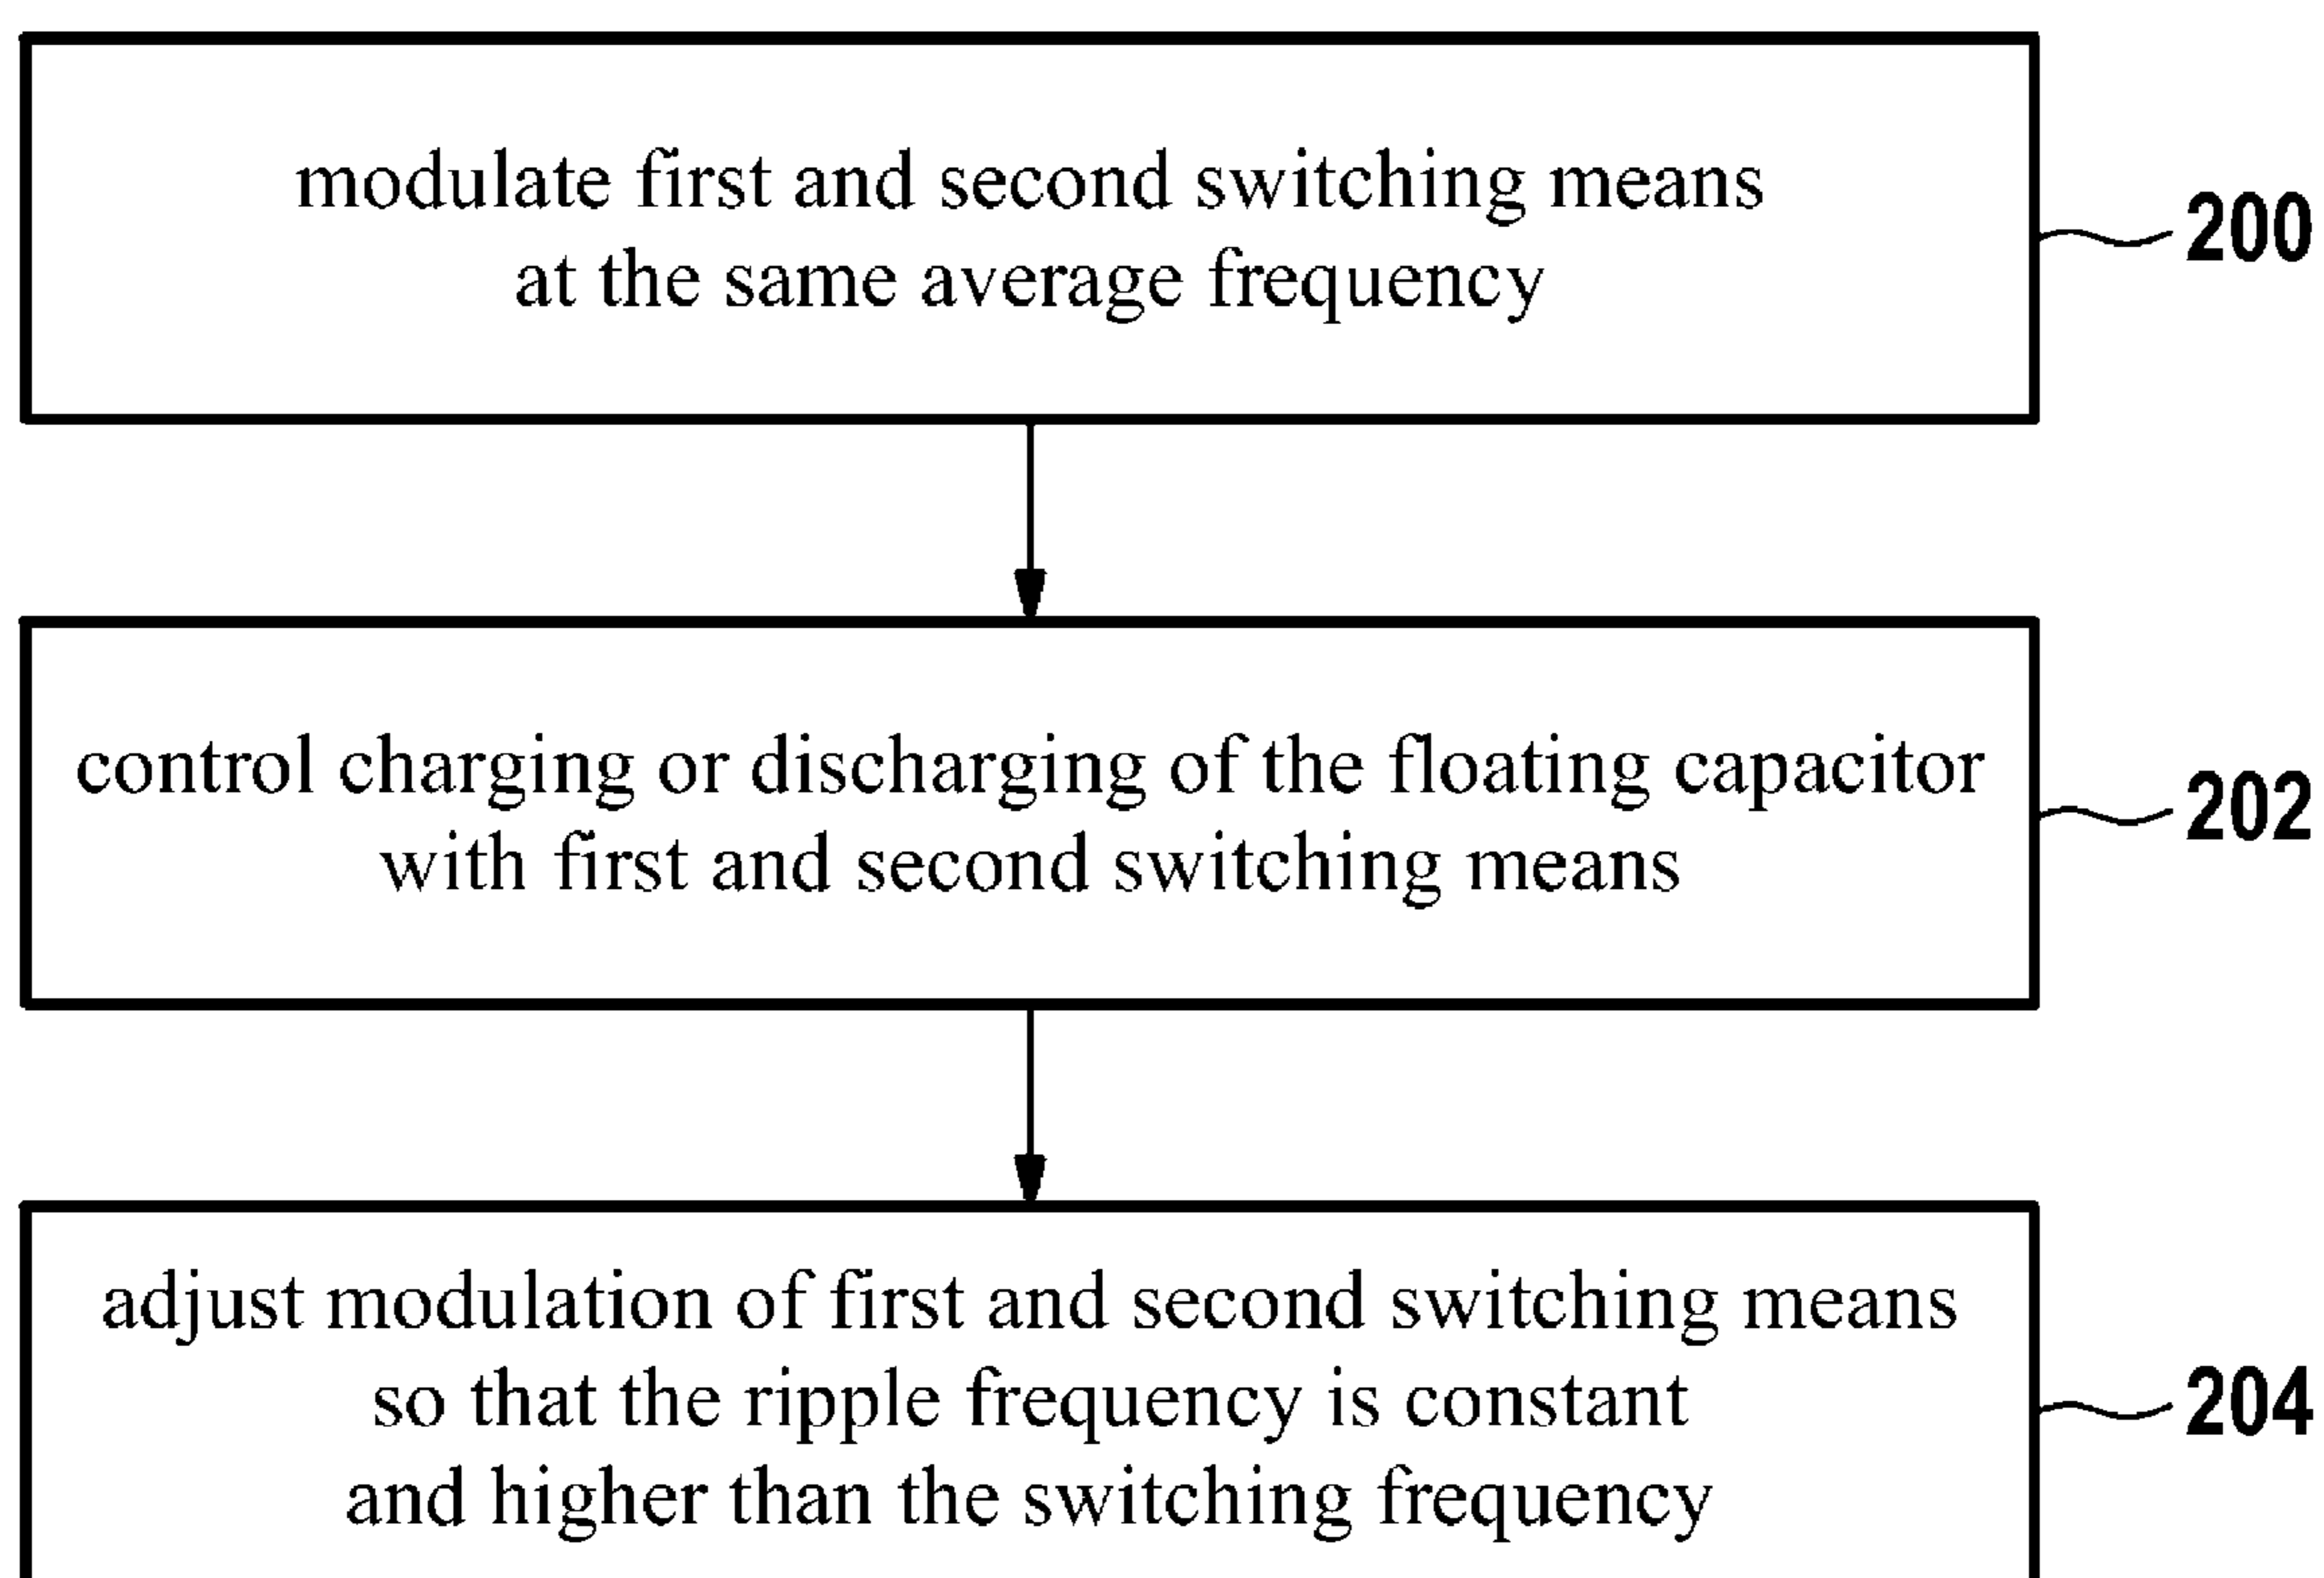 modulate first and second switching means
at the same average frequency
200
control charging or discharging of the floating capacitor
with first and second switching means
202
adjust modulation of first and second switching means
so that the ripple frequency is constant
and higher than the switching frequency
204